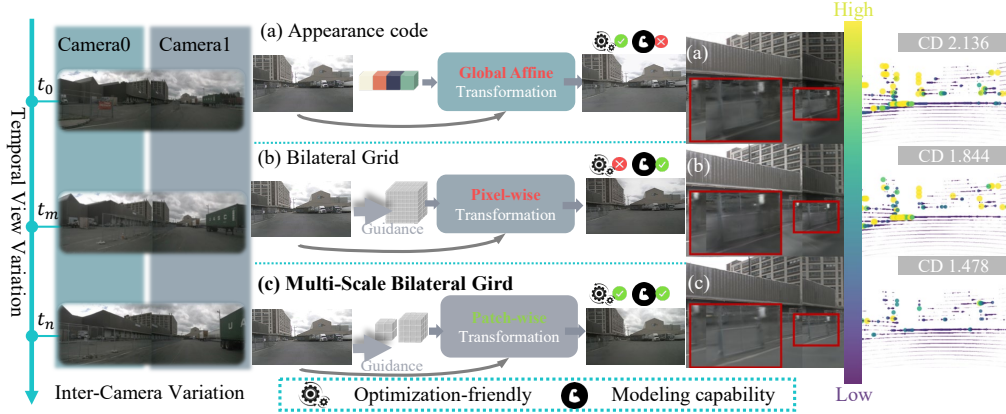 Temporal View Variation
Camera0
Camera1
t0
tm
tn
Inter-Camera Variation
(a) Appearance code
Global Affine
Transformation
(b) Bilateral Grid
Guidance
Pixel-wise
Transformation
(c) Multi-Scale Bilateral Gird
Guidance
Patch-wise
Transformation
Optimization-friendly
Modeling capability
(a)
(b)
(c)
High
Low
CD 2.136
CD 1.844
CD 1.478